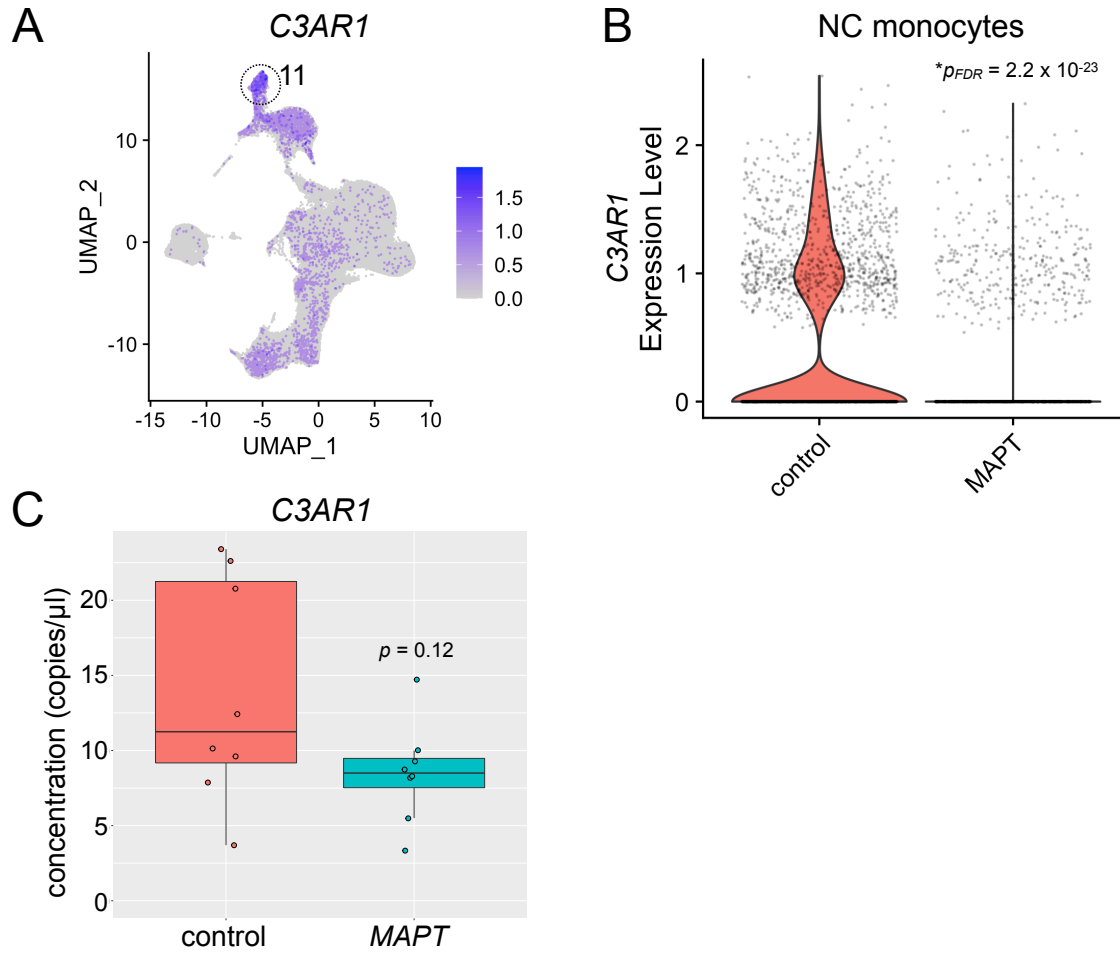 A
C3AR1
11
10
0
-10
UMAP_2
-15 -10 -5 0 5 10
UMAP_1
1.5
1.0
0.5
0.0
B
NC monocytes
*pFDR = 2.2 x 10-23
2
1
0
C3AR1
Expression Level
control
MAPT
C
C3AR1
20
15
10
5
0
concentration (copies/µl)
p = 0.12
control MAPT